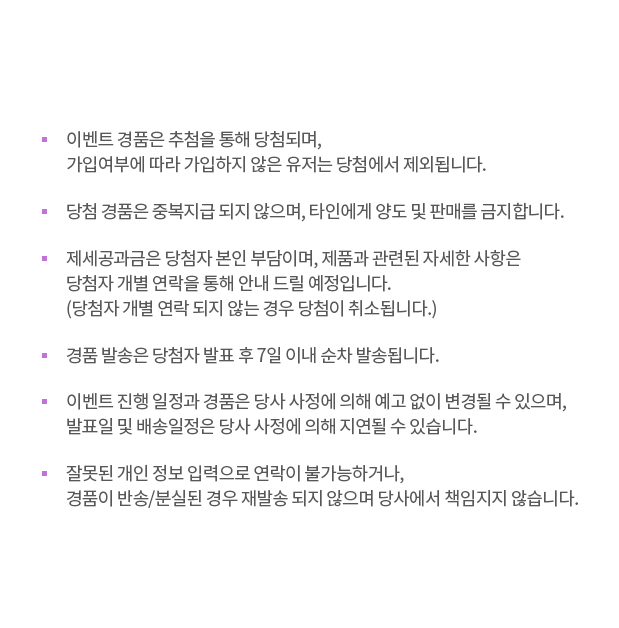 이벤트 경품은 추첨을 통해 당첨되며,
가입여부에 따라 가입하지 않은 유저는 당첨에서 제외됩니다.
당첨 경품은 중복지급 되지 않으며, 타인에게 양도 및 판매를 금지합니다.
제세공과금은 당첨자 본인 부담이며, 제품과 관련된 자세한 사항은
당첨자 개별 연락을 통해 안내 드릴 예정입니다.
(당첨자 개별 연락 되지 않는 경우 당첨이 취소됩니다.)
경품 발송은 당첨자 발표 후 7일 이내 순차 발송됩니다.
이벤트 진행 일정과 경품은 당사 사정에 의해 예고 없이 변경될 수 있으며,
발표일 및 배송일정은 당사 사정에 의해 지연될 수 있습니다.
잘못된 개인 정보 입력으로 연락이 불가능하거나,
경품이 반송/분실된 경우 재발송 되지 않으며 당사에서 책임지지 않습니다.